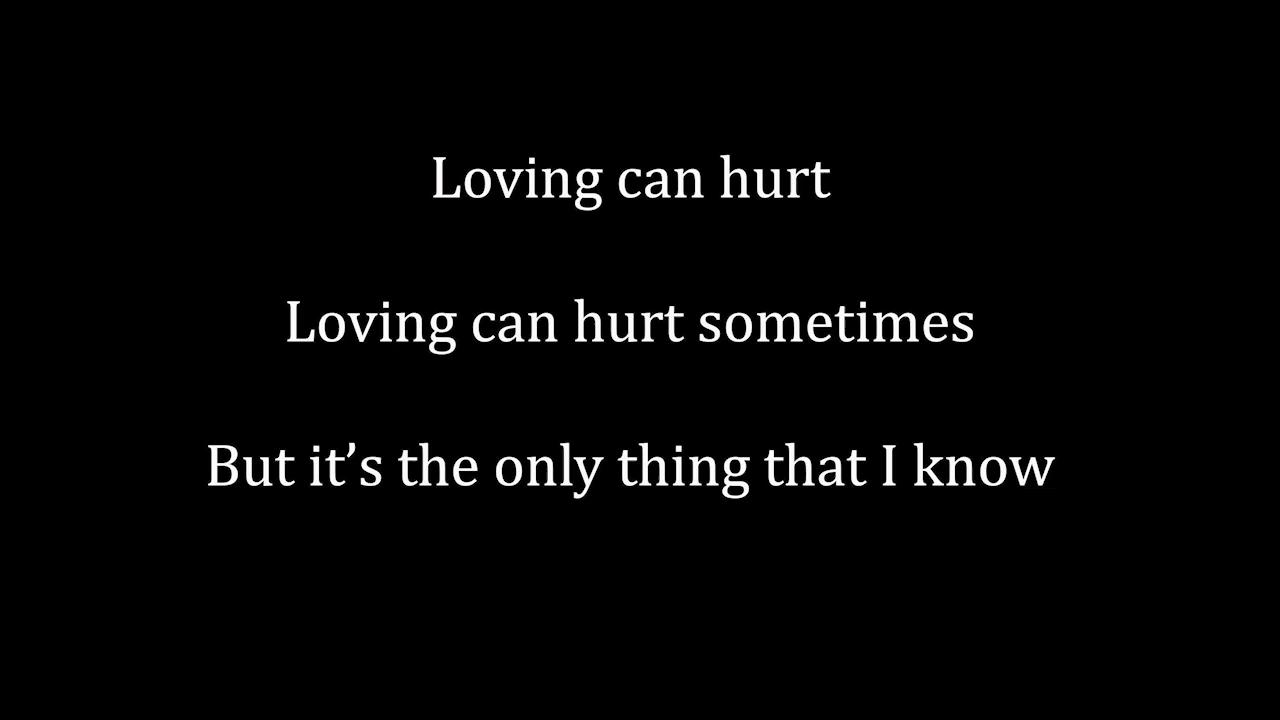 Loving can hurt
Loving can hurt sometimes
But it’s the only thing that I know